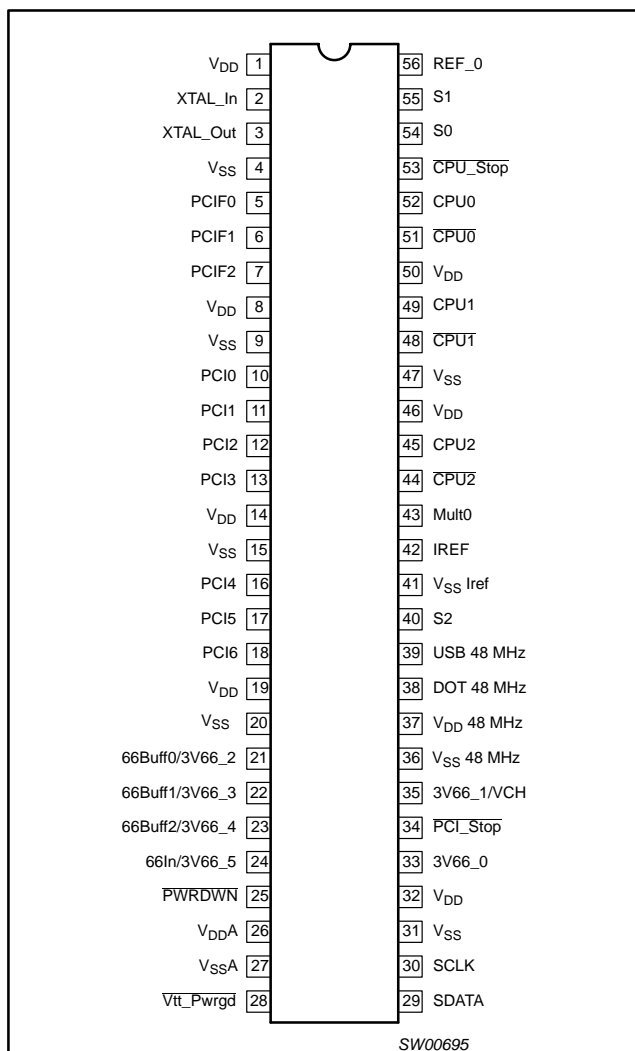 VDD 1 56 REF_0
XTAL_In 2 55 S1
XTAL_Out 3 54 S0
VSS 4 53 CPU_Stop
PCIF0 5 52 CPU0
PCIF1 6 51 CPU0
PCIF2 7 50 VDD
VDD 8 49 CPU1
VSS 9 48 CPU1
PCI0 10 47 VSS
PCI1 11 46 VDD
PCI2 12 45 CPU2
PCI3 13 44 CPU2
VDD 14 43 Mult0
VSS 15 42 IREF
PCI4 16 41 VSS Iref
PCI5 17 40 S2
PCI6 18 39 USB 48 MHz
VDD 19 38 DOT 48 MHz
VSS 20 37 VDD 48 MHz
66Buff0/3V66_2 21 36 VSS 48 MHz
66Buff1/3V66_3 22 35 3V66_1/VCH
66Buff2/3V66_4 23 34 PCI_Stop
66In/3V66_5 24 33 3V66_0
PWRDWN 25 32 VDD
VDDA 26 31 VSS
VSSA 27 30 SCLK
Vtt_Pwrgd 28 29 SDATA
SW00695